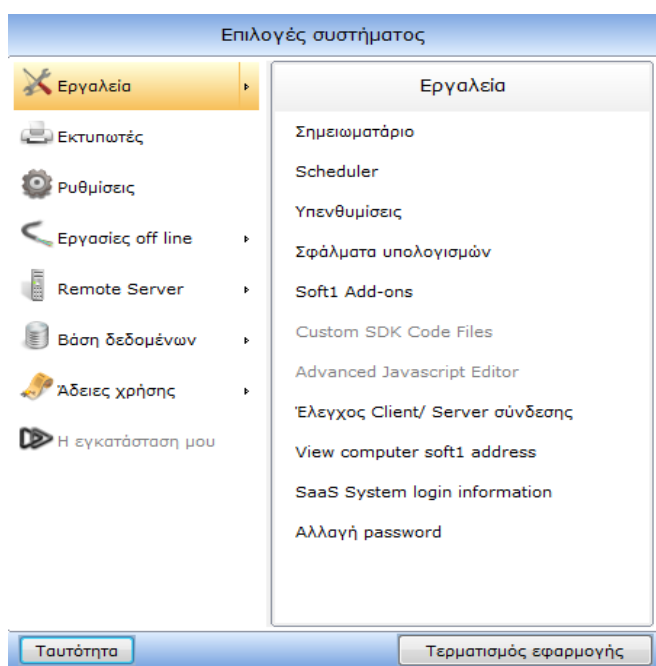 Επιλογές συστήματος
Εργαλεία
Εκτυπωτές
Ρυθμίσεις
Εργασίες off line
Remote Server
Βάση δεδομένων
Άδειες χρήσης
Η εγκατάσταση μου
Εργαλεία
Σημειωματάριο
Scheduler
Υπενθυμίσεις
Σφάλματα υπολογισμών
Soft1 Add-ons
Custom SDK Code Files
Advanced Javascript Editor
Έλεγχος Client/ Server σύνδεσης
View computer soft1 address
SaaS System login information
Αλλαγή password
Ταυτότητα
Τερματισμός εφαρμογής